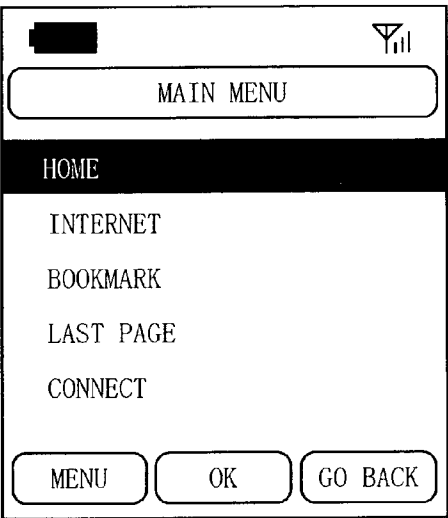 MAIN MENU
HOME
INTERNET
BOOKMARK
LAST PAGE
CONNECT
MENU OK GO BACK